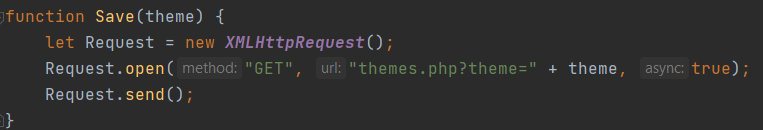 function Save(theme) {
let Request = new XMLHttpRequest();
Request.open( method: "GET", url: "themes.php?theme=" + theme, async: true);
Request.send();
}